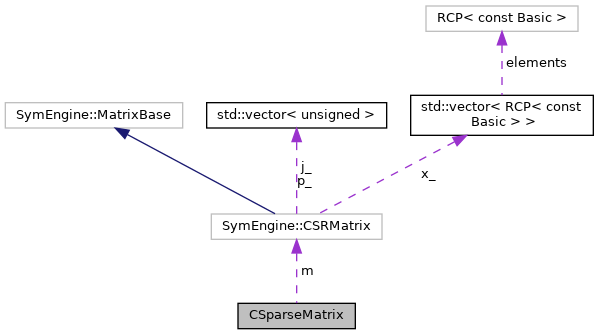 RCP< const Basic >
elements
SymEngine::MatrixBase
std::vector< unsigned >
std::vector< RCP< const
Basic > >
j_
p_
x_
SymEngine::CSRMatrix
m
CSparseMatrix